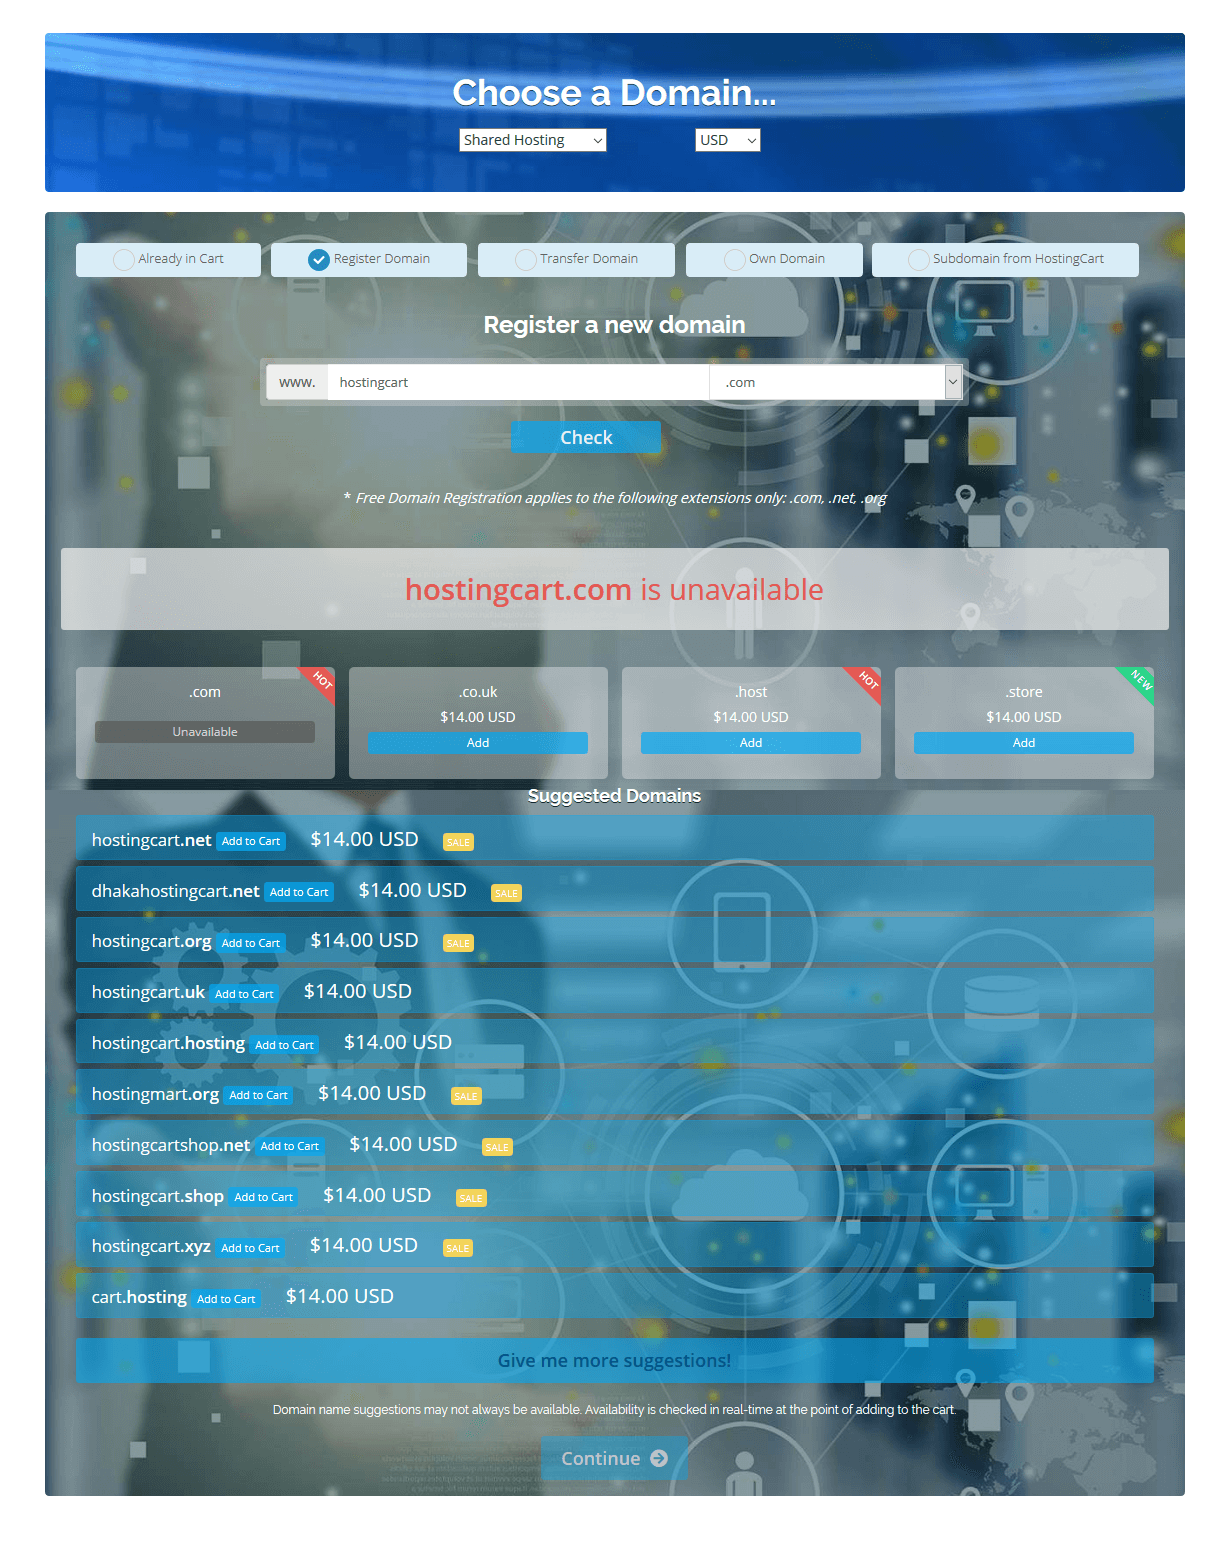 Choose a Domain...
Shared Hosting USD
Already in Cart Register Domain Transfer Domain Own Domain Subdomain from HostingCart
Register a new domain
www. hostingcart .com
Check
* Free Domain Registration applies to the following extensions only: .com, .net, .org
hostingcart.com is unavailable
HOT HOT NEW
.com .co.uk .host .store
$14.00 USD $14.00 USD $14.00 USD
Unavailable Add Add Add
Suggested Domains
hostingcart.net Add to Cart $14.00 USD SALE
dhakahostingcart.net Add to Cart $14.00 USD SALE
hostingcart.org Add to Cart $14.00 USD SALE
hostingcart.uk Add to Cart $14.00 USD
hostingcart.hosting Add to Cart $14.00 USD
hostingmart.org Add to Cart $14.00 USD SALE
hostingcartshop.net Add to Cart $14.00 USD SALE
hostingcart.shop Add to Cart $14.00 USD SALE
hostingcart.xyz Add to Cart $14.00 USD SALE
cart.hosting Add to Cart $14.00 USD
Give me more suggestions!
Domain name suggestions may not always be available. Availability is checked in real-time at the point of adding to the cart.
Continue